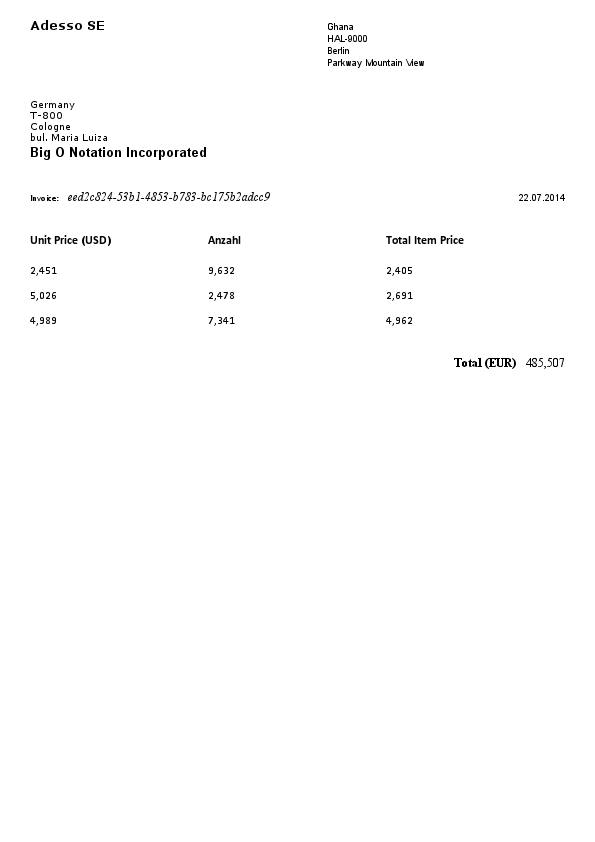 Adesso SE
Ghana
HAL-9000
Berlin
Parkway Mountain View
Germany
T-800
Cologne
bul. Maria Luiza
Big O Notation Incorporated
Invoice: eed2c824-53b1-4853-b783-bc175b2adcc9 22.07.2014
Unit Price (USD) Anzahl Total Item Price
2,451 9,632 2,405
5,026 2,478 2,691
4,989 7,341 4,962
Total (EUR) 485,507